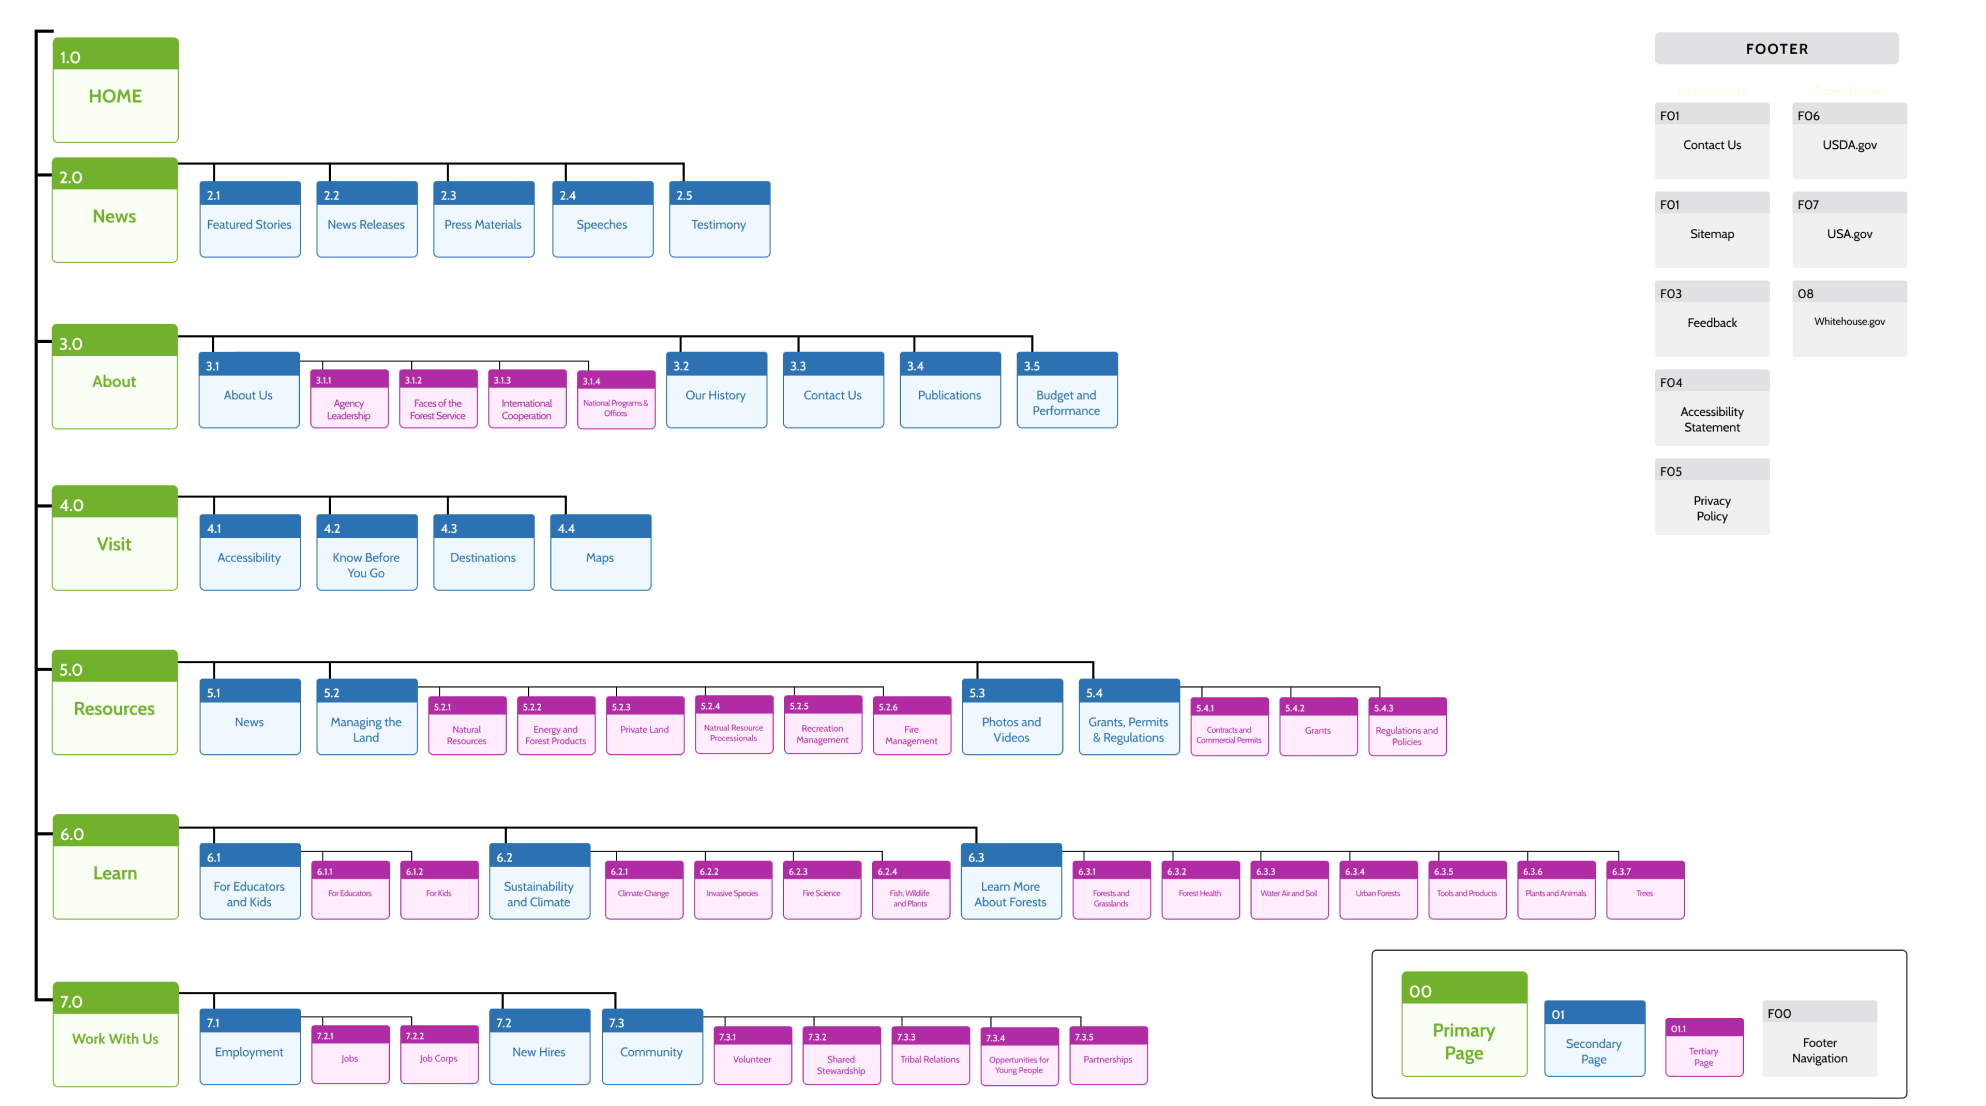 1.0
HOME
2.0
News
2.1
Featured Stories
2.2
News Releases
2.3
Press Materials
2.4
Speeches
2.5
Testimony
3.0
About
3.1
About Us
3.1.1
Agency
Leadership
3.1.2
Faces of the
Forest Service
3.1.3
International
Cooperation
3.1.4
National Programs &
Offices
3.2
Our History
3.3
Contact Us
3.4
Publications
3.5
Budget and
Performance
4.0
Visit
4.1
Accessibility
4.2
Know Before
You Go
4.3
Destinations
4.4
Maps
5.0
Resources
5.1
News
5.2
Managing the
Land
5.2.1
Natural
Resources
5.2.2
Energy and
Forest Products
5.2.3
Private Land
5.2.4
Natrual Resource
Processionals
5.2.5
Recreation
Management
5.2.6
Fire
Management
5.3
Photos and
Videos
5.4
Grants, Permits
& Regulations
5.4.1
Contracts and
Commercial Permits
5.4.2
Grants
5.4.3
Regulations and
Policies
6.0
Learn
6.1
For Educators
and Kids
6.1.1
For Educators
6.1.2
For Kids
6.2
Sustainability
and Climate
6.2.1
Climate Change
6.2.2
Invasive Species
6.2.3
Fire Science
6.2.4
Fish, Wildlife
and Plants
6.3
Learn More
About Forests
6.3.1
Forests and
Grasslands
6.3.2
Forest Health
6.3.3
Water Air and Soil
6.3.4
Urban Forests
6.3.5
Tools and Products
6.3.6
Plants and Animals
6.3.7
Trees
7.0
Work With Us
7.1
Employment
7.2.1
Jobs
7.2.2
Job Corps
7.2
New Hires
7.3
Community
7.3.1
Volunteer
7.3.2
Shared
Stewardship
7.3.3
Tribal Relations
7.3.4
Oppertunities for
Young People
7.3.5
Partnerships
FOOTER
Internal Links
External Links
F01
Contact Us
F06
USDA.gov
F01
Sitemap
F07
USA.gov
F03
Feedback
08
Whitehouse.gov
F04
Accessibility
Statement
F05
Privacy
Policy
00
Primary
Page
01
Secondary
Page
01.1
Tertiary
Page
F00
Footer
Navigation